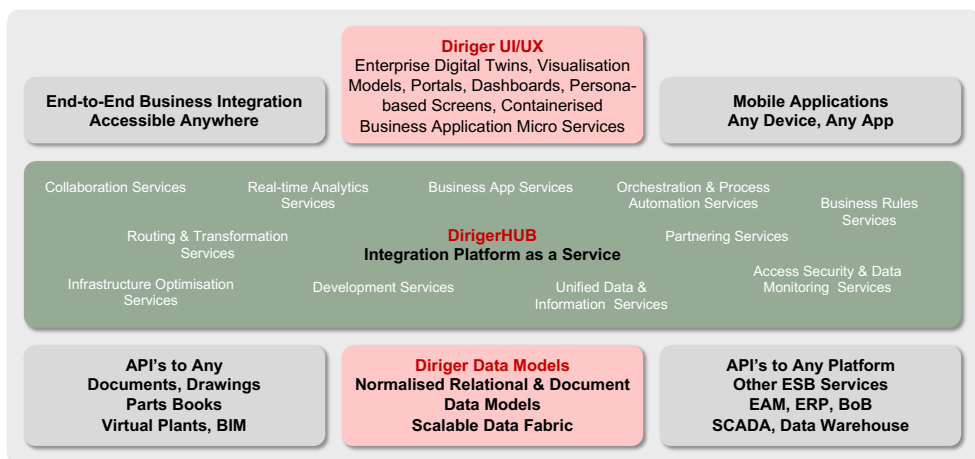 Diriger UI/UX
Enterprise Digital Twins, Visualisation
Models, Portals, Dashboards, Persona-
based Screens, Containerised
Business Application Micro Services
End-to-End Business Integration
Accessible Anywhere
Mobile Applications
Any Device, Any App
Collaboration Services
Real-time Analytics
Services
Business App Services
Orchestration & Process
Automation Services
Business Rules
Services
Routing & Transformation
Services
DirigerHUB
Integration Platform as a Service
Partnering Services
Infrastructure Optimisation
Services
Development Services
Unified Data &
Information Services
Access Security & Data
Monitoring Services
API's to Any
Documents, Drawings
Parts Books
Virtual Plants, BIM
Diriger Data Models
Normalised Relational & Document
Data Models
Scalable Data Fabric
API's to Any Platform
Other ESB Services
EAM, ERP, BoB
SCADA, Data Warehouse